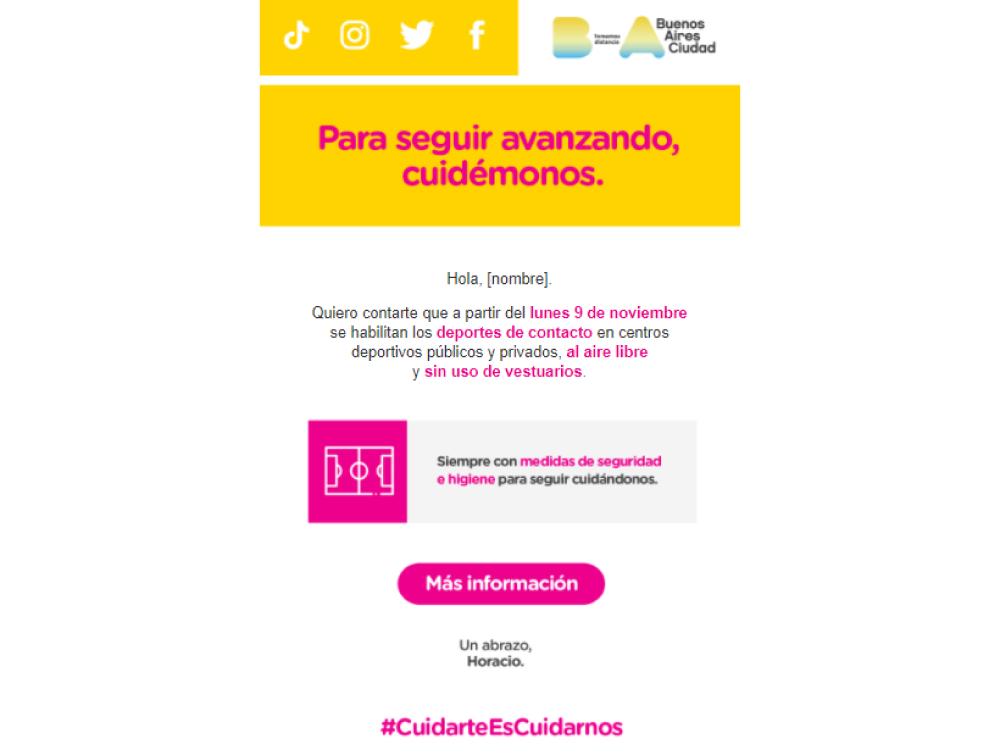 tomamos
distancia
Buenos
Aires
Ciudad
Para seguir avanzando,
cuidémonos.
Hola, [nombre].
Quiero contarte que a partir del lunes 9 de noviembre
se habilitan los deportes de contacto en centros
deportivos públicos y privados, al aire libre
y sin uso de vestuarios.
Siempre con medidas de seguridad
e higiene para seguir cuidándonos.
Más información
Un abrazo,
Horacio.
#CuidarteEsCuidarnos